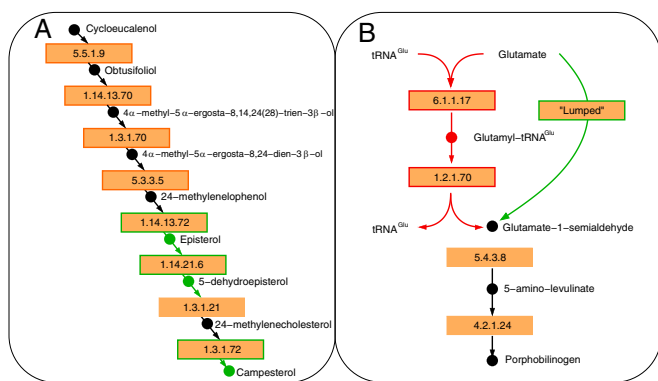 A
Cycloeucalenol
5.5.1.9
Obtusifoliol
1.14.13.70
4α−methyl−5α−ergosta−8,14,24(28)−trien−3β−ol
1.3.1.70
4α−methyl−5α−ergosta−8,24−dien−3β−ol
5.3.3.5
24−methylenelophenol
1.14.13.72
Episterol
1.14.21.6
5−dehydroepisterol
1.3.1.21
24−methylenecholesterol
1.3.1.72
Campesterol
B
tRNA^Glu
Glutamate
6.1.1.17
"Lumped"
Glutamyl−tRNA^Glu
1.2.1.70
tRNA^Glu
Glutamate−1−semialdehyde
5.4.3.8
5−amino−levulinate
4.2.1.24
Porphobilinogen